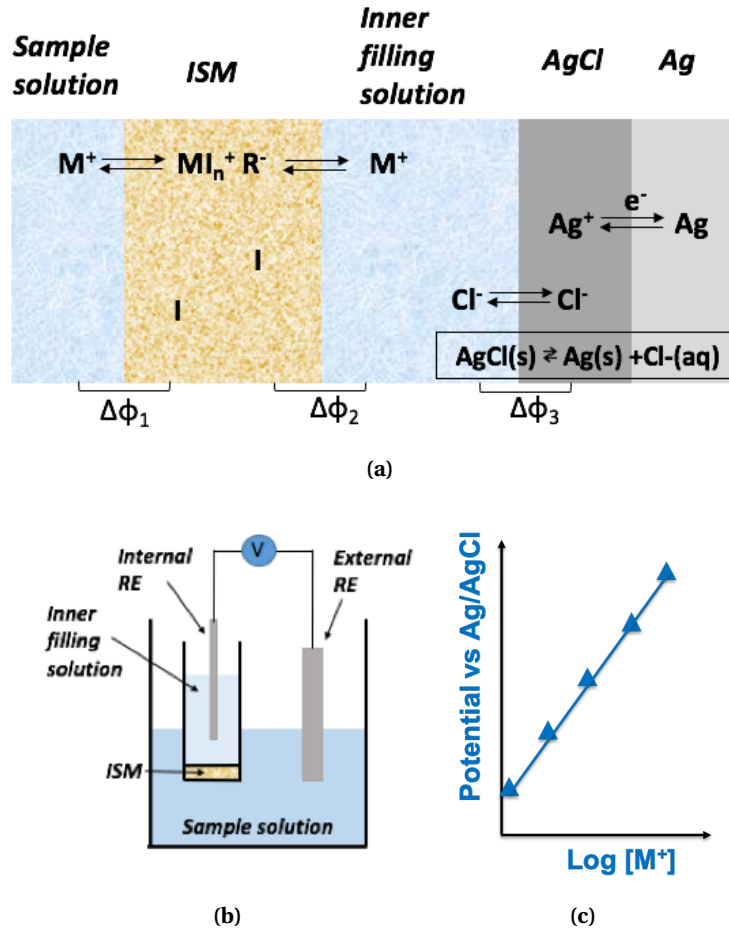 Sample
solution
ISM
Inner
filling
solution
AgCl
Ag
M⁺
MIₙ⁺ R⁻
M⁺
e⁻
Ag⁺
Ag
I
I
Cl⁻
Cl⁻
AgCl(s) ⇄ Ag(s) +Cl-(aq)
Δϕ₁
Δϕ₂
Δϕ₃
(a)
Internal
RE
V
External
RE
Inner
filling
solution
ISM
Sample solution
(b)
Potential vs Ag/AgCl
Log [M⁺]
(c)